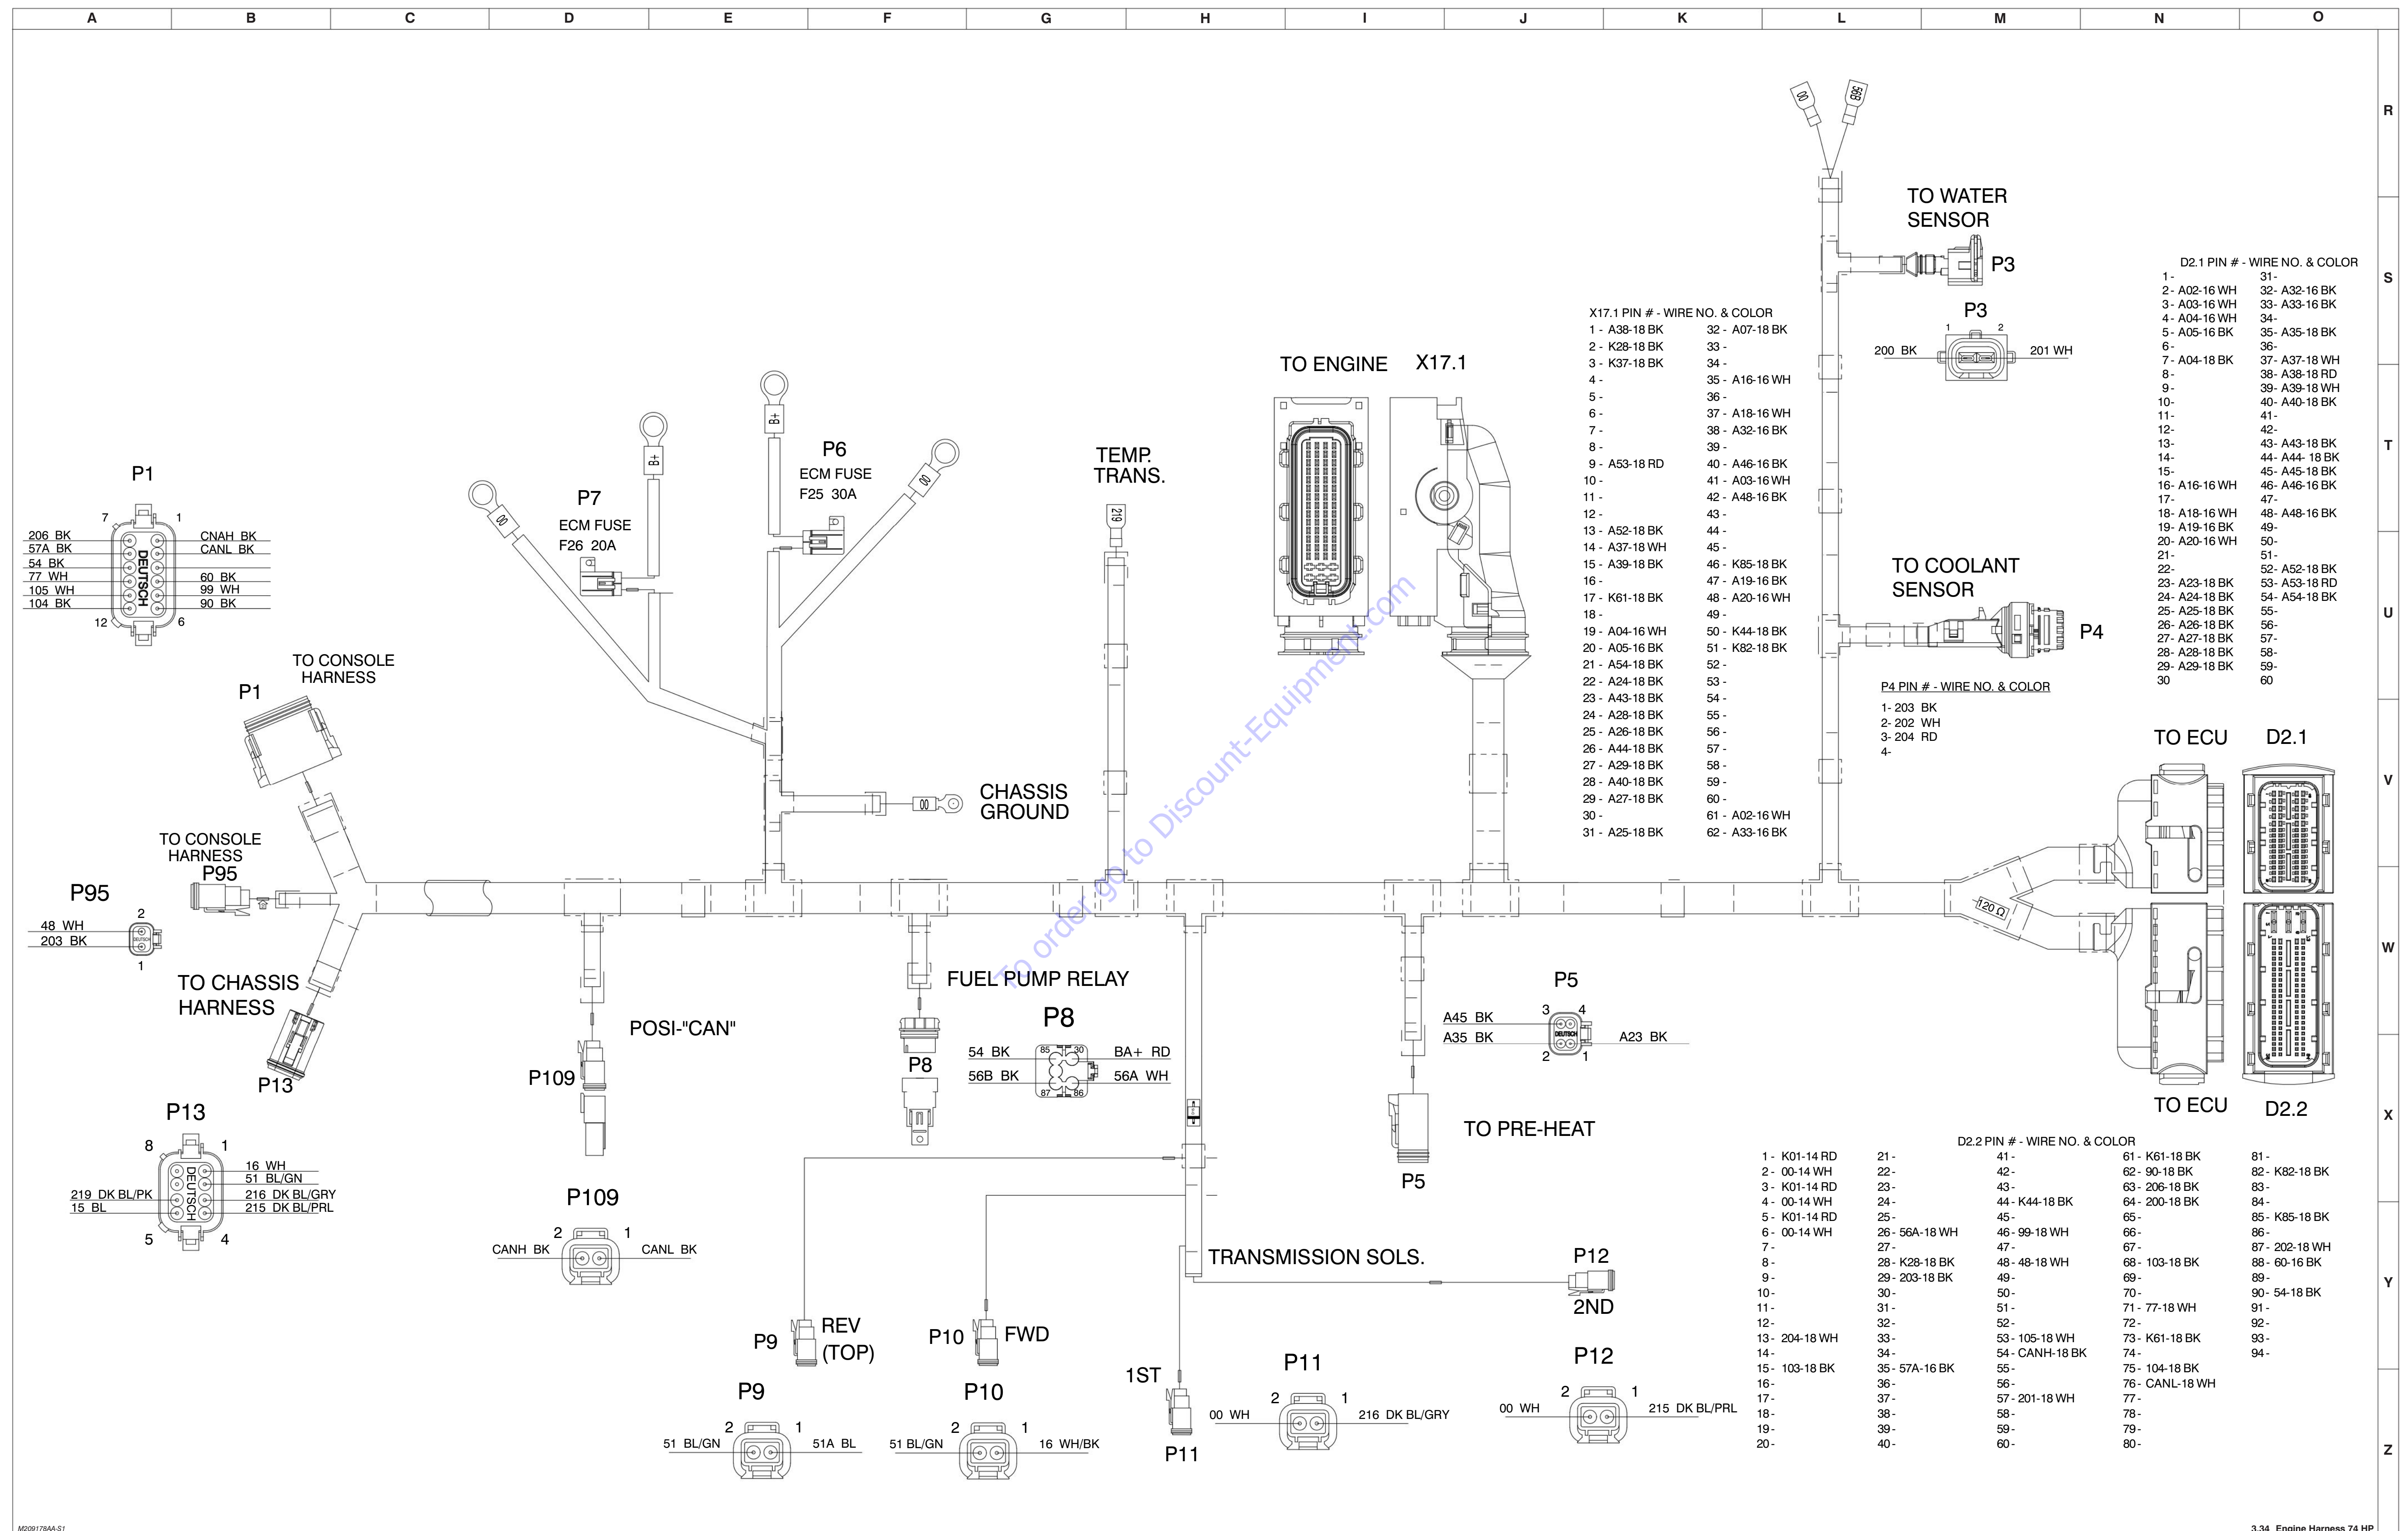 A B C D E F G H I J K L M N O
R
S
T
U
V
W
X
Y
Z
00
56B
TO WATER
SENSOR
P3
P3
1 2
200 BK
201 WH
D2.1 PIN # - WIRE NO. & COLOR
1- 31-
2- A02-16 WH 32- A32-16 BK
3- A03-16 WH 33- A33-16 BK
4- A04-16 WH 34-
5- A05-16 BK 35- A35-18 BK
6- 36-
7- A04-18 BK 37- A37-18 WH
8- 38- A38-18 RD
9- 39- A39-18 WH
10- 40- A40-18 BK
11- 41-
12- 42-
13- 43- A43-18 BK
14- 44- A44- 18 BK
15- 45- A45-18 BK
16- A16-16 WH 46- A46-16 BK
17- 47-
18- A18-16 WH 48- A48-16 BK
19- A19-16 BK 49-
20- A20-16 WH 50-
21- 51-
22- 52- A52-18 BK
23- A23-18 BK 53- A53-18 RD
24- A24-18 BK 54- A54-18 BK
25- A25-18 BK 55-
26- A26-18 BK 56-
27- A27-18 BK 57-
28- A28-18 BK 58-
29- A29-18 BK 59-
30 60
X17.1 PIN # - WIRE NO. & COLOR
1 - A38-18 BK 32 - A07-18 BK
2 - K28-18 BK 33 -
3 - K37-18 BK 34 -
4 - 35 - A16-16 WH
5 - 36 -
6 - 37 - A18-16 WH
7 - 38 - A32-16 BK
8 - 39 -
9 - A53-18 RD 40 - A46-16 BK
10 - 41 - A03-16 WH
11 - 42 - A48-16 BK
12 - 43 -
13 - A52-18 BK 44 -
14 - A37-18 WH 45 -
15 - A39-18 BK 46 - K85-18 BK
16 - 47 - A19-16 BK
17 - K61-18 BK 48 - A20-16 WH
18 - 49 -
19 - A04-16 WH 50 - K44-18 BK
20 - A05-16 BK 51 - K82-18 BK
21 - A54-18 BK 52 -
22 - A24-18 BK 53 -
23 - A43-18 BK 54 -
24 - A28-18 BK 55 -
25 - A26-18 BK 56 -
26 - A44-18 BK 57 -
27 - A29-18 BK 58 -
28 - A40-18 BK 59 -
29 - A27-18 BK 60 -
30 - 61 - A02-16 WH
31 - A25-18 BK 62 - A33-16 BK
TO ENGINE X17.1
TO COOLANT
SENSOR
P4
P4 PIN # - WIRE NO. & COLOR
1- 203 BK
2- 202 WH
3- 204 RD
4-
TO ECU D2.1
B+
P6
ECM FUSE
F25 30A
00
B+
P7
ECM FUSE
F26 20A
00
TEMP.
TRANS.
219
P1
7 1
206 BK CNAH BK
57A BK CANL BK
54 BK
77 WH 60 BK
105 WH 99 WH
104 BK 90 BK
DEUTSCH
12 6
TO CONSOLE
HARNESS
P1
CHASSIS
GROUND
00
TO CONSOLE
HARNESS
P95
P95
48 WH
203 BK
2
DEUTSCH
1
120 Ω
TO CHASSIS
HARNESS
P13
P13
8 1
16 WH
51 BL/GN
219 DK BL/PK 216 DK BL/GRY
15 BL 215 DK BL/PRL
DEUTSCH
5 4
POSI-"CAN"
P109
P109
2 1
CANH BK CANL BK
FUEL PUMP RELAY
P8
P8
54 BK 85 30 BA+ RD
56B BK 87 86 56A WH
P5
3 4
A45 BK
A35 BK A23 BK
DEUTSCH
2 1
TO PRE-HEAT
P5
TO ECU D2.2
D2.2 PIN # - WIRE NO. & COLOR
1 - K01-14 RD 21 - 41 - 61 - K61-18 BK 81 -
2 - 00-14 WH 22 - 42 - 62 - 90-18 BK 82 - K82-18 BK
3 - K01-14 RD 23 - 43 - 63 - 206-18 BK 83 -
4 - 00-14 WH 24 - 44 - K44-18 BK 64 - 200-18 BK 84 -
5 - K01-14 RD 25 - 45 - 65 - 85 - K85-18 BK
6 - 00-14 WH 26 - 56A-18 WH 46 - 99-18 WH 66 - 86 -
7 - 27 - 47 - 67 - 87 - 202-18 WH
8 - 28 - K28-18 BK 48 - 48-18 WH 68 - 103-18 BK 88 - 60-16 BK
9 - 29 - 203-18 BK 49 - 69 - 89 -
10 - 30 - 50 - 70 - 90 - 54-18 BK
11 - 31 - 51 - 71 - 77-18 WH 91 -
12 - 32 - 52 - 72 - 92 -
13 - 204-18 WH 33 - 53 - 105-18 WH 73 - K61-18 BK 93 -
14 - 34 - 54 - CANH-18 BK 74 - 94 -
15 - 103-18 BK 35 - 57A-16 BK 55 - 75 - 104-18 BK
16 - 36 - 56 - 76 - CANL-18 WH
17 - 37 - 57 - 201-18 WH 77 -
18 - 38 - 58 - 78 -
19 - 39 - 59 - 79 -
20 - 40 - 60 - 80 -
TRANSMISSION SOLS.
P12
2ND
P9 REV
(TOP)
P10 FWD
1ST
P11
P9
2 1
51 BL/GN 51A BL
P10
2 1
51 BL/GN 16 WH/BK
P11
2 1
00 WH 216 DK BL/GRY
P12
2 1
00 WH 215 DK BL/PRL
To order go to Discount-Equipment.com
M209178AA-S1
3.34 Engine Harness 74 HP